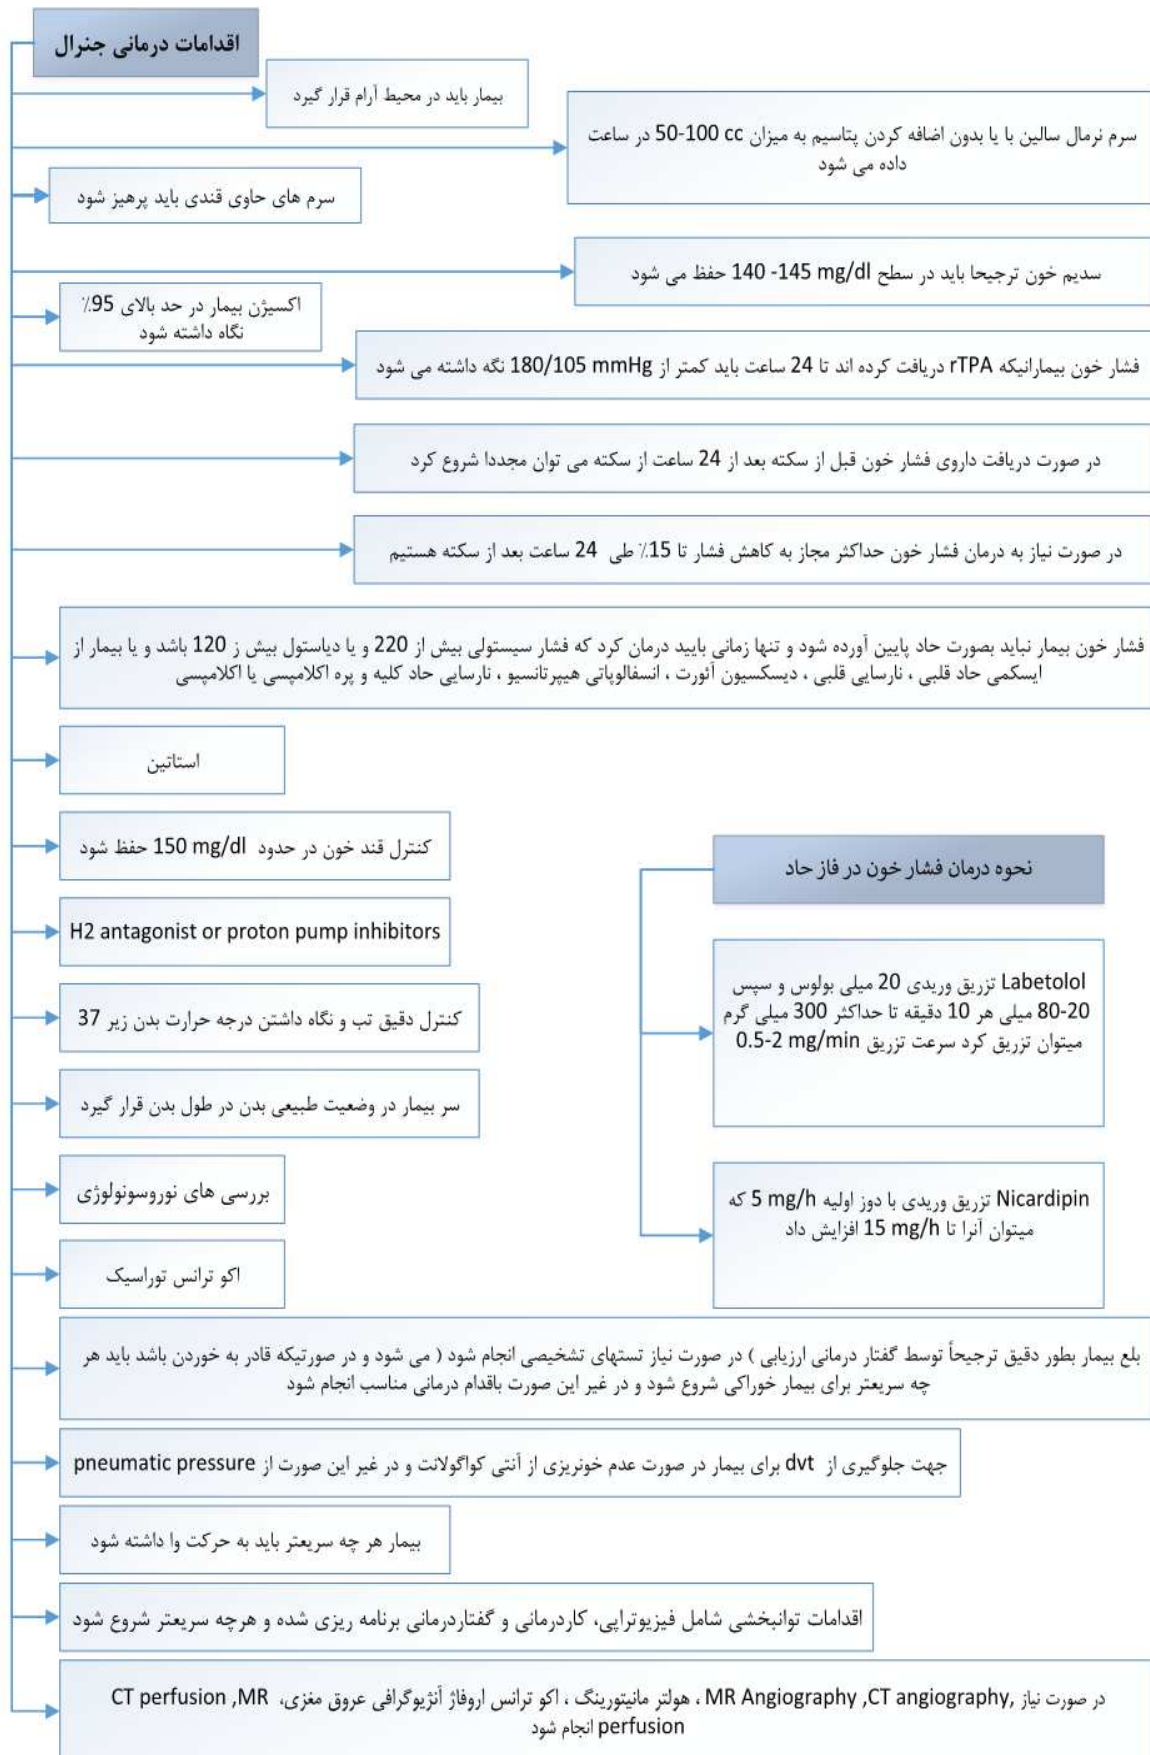 اقدامات درمانی جنرال
بیمار باید در محیط آرام قرار گیرد
سرم نرمال سالین با یا بدون اضافه کردن پتاسیم به میزان 50-100 cc در ساعت
داده می شود
سرم های حاوی قندی باید پرهیز شود
سدیم خون ترجیحا باید در سطح 140 -145 mg/dl حفظ می شود
اکسیژن بیمار در حد بالای 95٪
نگاه داشته شود
فشار خون بیمارانیکه rTPA دریافت کرده اند تا 24 ساعت باید کمتر از 180/105 mmHg نگه داشته می شود
در صورت دریافت داروی فشار خون قبل از سکته بعد از 24 ساعت از سکته می توان مجددا شروع کرد
در صورت نیاز به درمان فشار خون حداکثر مجاز به کاهش فشار تا 15٪ طی 24 ساعت بعد از سکته هستیم
فشار خون بیمار نباید بصورت حاد پایین آورده شود و تنها زمانی بایید درمان کرد که فشار سیستولی بیش از 220 و یا دیاستول بیش ز 120 باشد و یا بیمار از
ایسکمی حاد قلبی ، نارسایی قلبی ، دیسکسیون آئورت ، انسفالوپاتی هیپرتانسیو ، نارسایی حاد کلیه و پره اکلامپسی یا اکلامپسی
استاتین
کنترل قند خون در حدود 150 mg/dl حفظ شود
H2 antagonist or proton pump inhibitors
کنترل دقیق تب و نگاه داشتن درجه حرارت بدن زیر 37
سر بیمار در وضعیت طبیعی بدن در طول بدن قرار گیرد
بررسی های نوروسونولوژی
اکو ترانس توراسیک
نحوه درمان فشار خون در فاز حاد
Labetolol تزریق وریدی 20 میلی بولوس و سپس
80-20 میلی هر 10 دقیقه تا حداکثر 300 میلی گرم
میتوان تزریق کرد سرعت تزریق 0.5-2 mg/min
Nicardipin تزریق وریدی با دوز اولیه 5 mg/h که
میتوان آنرا تا 15 mg/h افزایش داد
بلع بیمار بطور دقیق ترجیحأ توسط گفتار درمانی ارزیابی ) در صورت نیاز تستهای تشخیصی انجام شود ( می شود و در صورتیکه قادر به خوردن باشد باید هر
چه سریعتر برای بیمار خوراکی شروع شود و در غیر این صورت باقدام درمانی مناسب انجام شود
جهت جلوگیری از dvt برای بیمار در صورت عدم خونریزی از آنتی کواگولانت و در غیر این صورت از pneumatic pressure
بیمار هر چه سریعتر باید به حرکت وا داشته شود
اقدامات توانبخشی شامل فیزیوتراپی، کاردرمانی و گفتاردرمانی برنامه ریزی شده و هرچه سریعتر شروع شود
در صورت نیاز MR Angiography ,CT angiography, ، هولتر مانیتورینگ ، اکو ترانس اروفاژ آنژیوگرافی عروق مغزی، CT perfusion ,MR
perfusion انجام شود